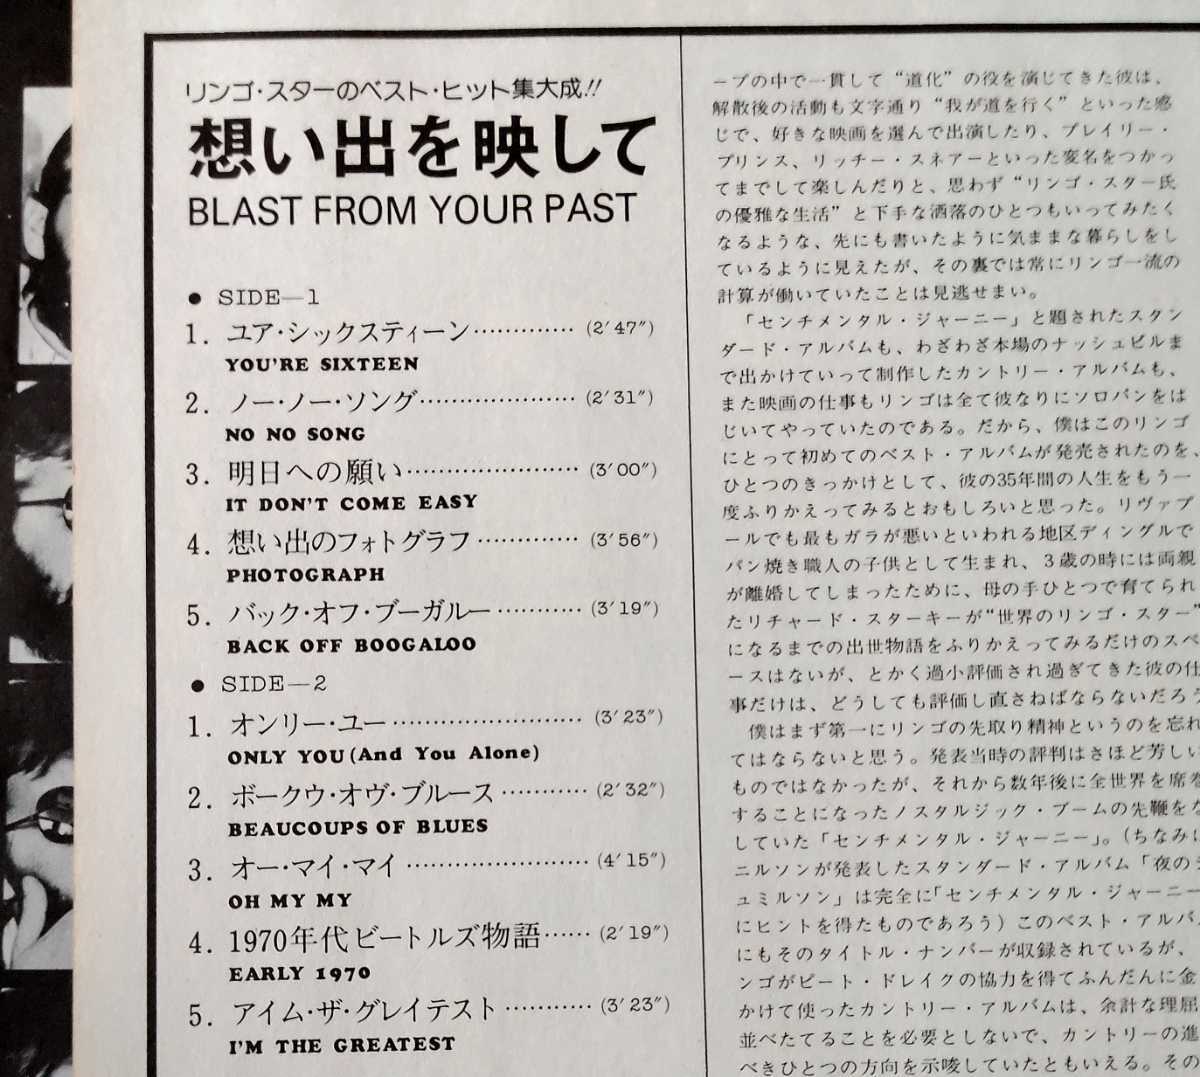 リンゴ・スターのベスト・ヒット集大成!!
想い出を映して
BLAST FROM YOUR PAST
● SIDE—1
1. ユア・シックスティーン············· (2′47″)
YOU'RE SIXTEEN
2. ノー・ノー・ソング···················· (2′31″)
NO NO SONG
3. 明日への願い······················ (3′00″)
IT DON'T COME EASY
4. 想い出のフォトグラフ············· (3′56″)
PHOTOGRAPH
5. バック・オフ・ブーガルー··········· (3′19″)
BACK OFF BOOGALOO
● SIDE—2
1. オンリー・ユー························ (3′23″)
ONLY YOU(And You Alone)
2. ボークウ・オヴ・ブルース··········· (2′32″)
BEAUCOUPS OF BLUES
3. オー・マイ・マイ······················· (4′15″)
OH MY MY
4. 1970年代ビートルズ物語······ (2′19″)
EARLY 1970
5. アイム・ザ・グレイテスト··········· (3′23″)
I'M THE GREATEST
ープの中で一貫して“道化”の役を演じてきた彼は、
解散後の活動も文字通り“我が道を行く”といった感
じで、好きな映画を選んで出演したり、ブレイリー・
プリンス、リッチー・スネアーといった変名をつかっ
てまでして楽しんだりと、思わず“リンゴ・スター氏
の優雅な生活”と下手な洒落のひとつもいってみたく
なるような、先にも書いたように気ままな暮らしをし
ているように見えたが、その裏では常にリンゴ一流の
計算が働いていたことは見逃せまい。
「センチメンタル・ジャーニー」と題されたスタン
ダード・アルバムも、わざわざ本場のナッシュビルま
で出かけていって制作したカントリー・アルバムも、
また映画の仕事もリンゴは全て彼なりにソロバンをは
じいてやっていたのである。だから、僕はこのリンゴ
にとって初めてのベスト・アルバムが発売されたのを、
ひとつのきっかけとして、彼の35年間の人生をもう一
度ふりかえってみるとおもしろいと思った。リヴァプ
ールでも最もガラが悪いといわれる地区ディングルで
パン焼き職人の子供として生まれ、3歳の時には両親
が離婚してしまったために、母の手ひとつで育てられ
たリチャード・スターキーが“世界のリンゴ・スター”
になるまでの出世物語をふりかえってみるだけのスペ
ースはないが、とかく過小評価され過ぎてきた彼の仕
事だけは、どうしても評価し直さねばならないだろう
僕はまず第一にリンゴの先取り精神というのを忘れ
てはならないと思う。発表当時の評判はさほど芳しい
ものではなかったが、それから数年後に全世界を席巻
することになったノスタルジック・ブームの先鞭をな
していた「センチメンタル・ジャーニー」。(ちなみに
ニルソンが発表したスタンダード・アルバム「夜の
ュミルソン」は完全に「センチメンタル・ジャーニー
にヒントを得たものであろう)このベスト・アルバ
にもそのタイトル・ナンバーが収録されているが、
ンゴがピート・ドレイクの協力を得てふんだんに金
かけて使ったカントリー・アルバムは、余計な理屈
並べたてることを必要としないで、カントリーの進
べきひとつの方向を示唆していたともいえる。その